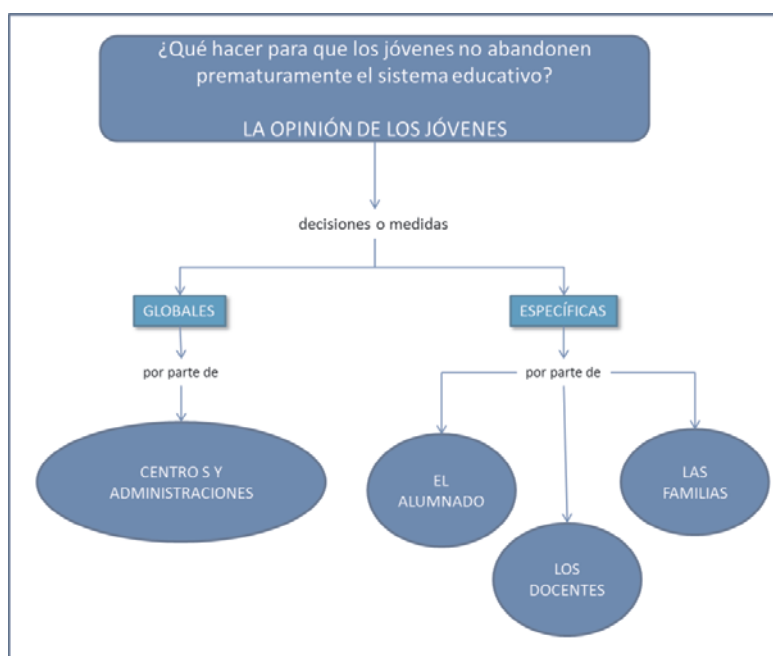 ¿Qué hacer para que los jóvenes no abandonen
prematuramente el sistema educativo?
LA OPINIÓN DE LOS JÓVENES
decisiones o medidas
GLOBALES
ESPECÍFICAS
por parte de
por parte de
CENTRO S Y
ADMINISTRACIONES
EL
ALUMNADO
LAS
FAMILIAS
LOS
DOCENTES